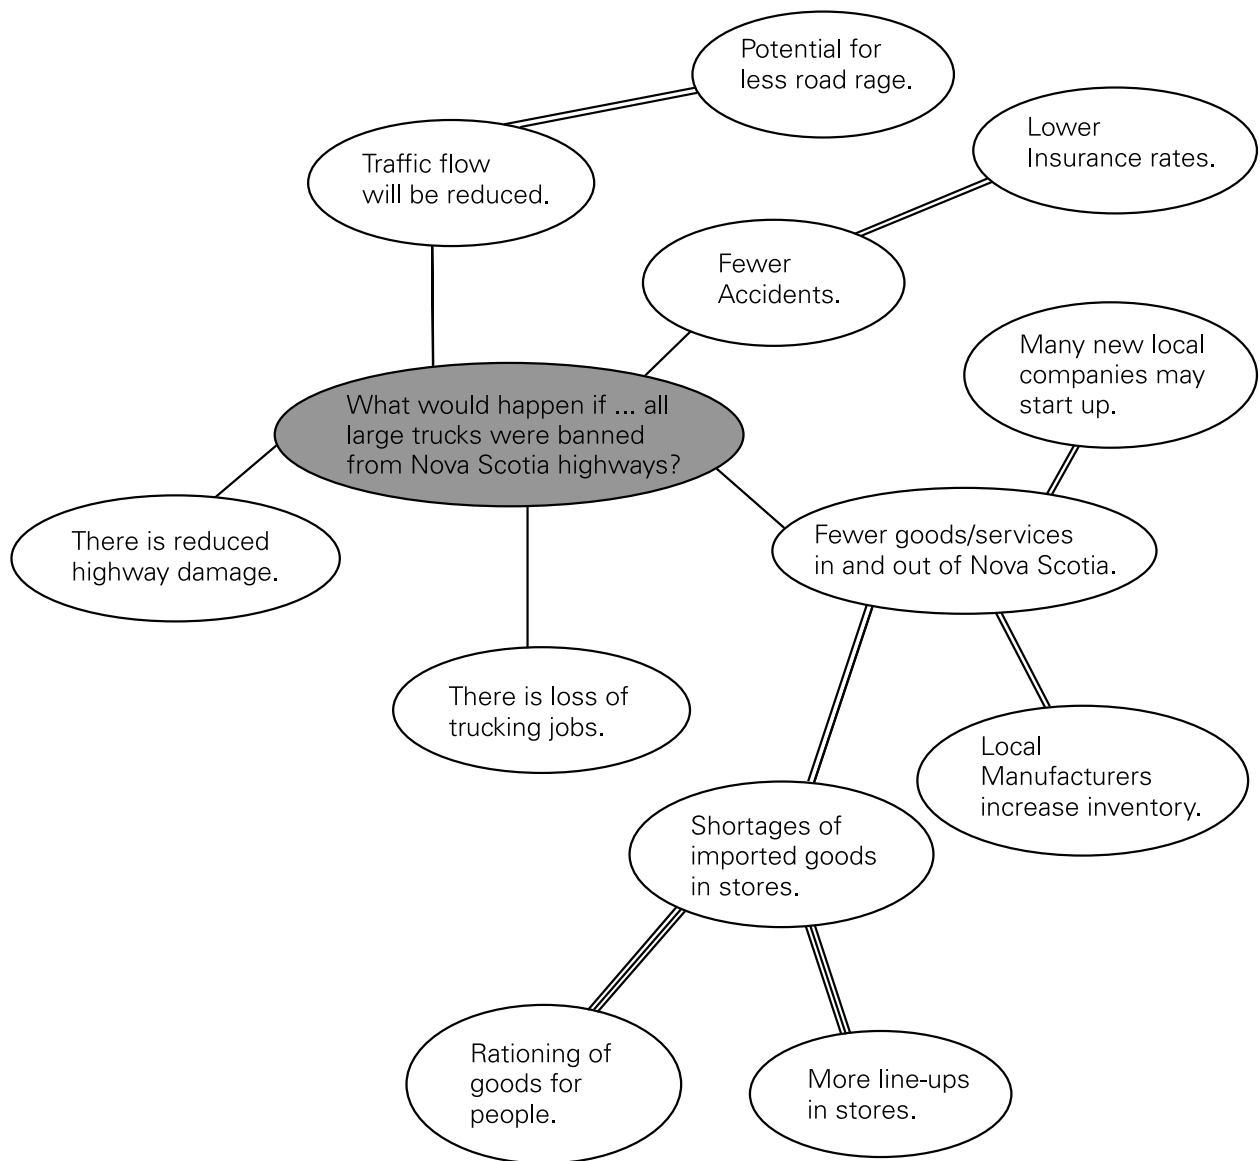 Potential for
less road rage.
Lower
Insurance rates.
Traffic flow
will be reduced.
Fewer
Accidents.
Many new local
companies may
start up.
What would happen if ... all
large trucks were banned
from Nova Scotia highways?
There is reduced
highway damage.
Fewer goods/services
in and out of Nova Scotia.
There is loss of
trucking jobs.
Local
Manufacturers
increase inventory.
Shortages of
imported goods
in stores.
Rationing of
goods for
people.
More line-ups
in stores.